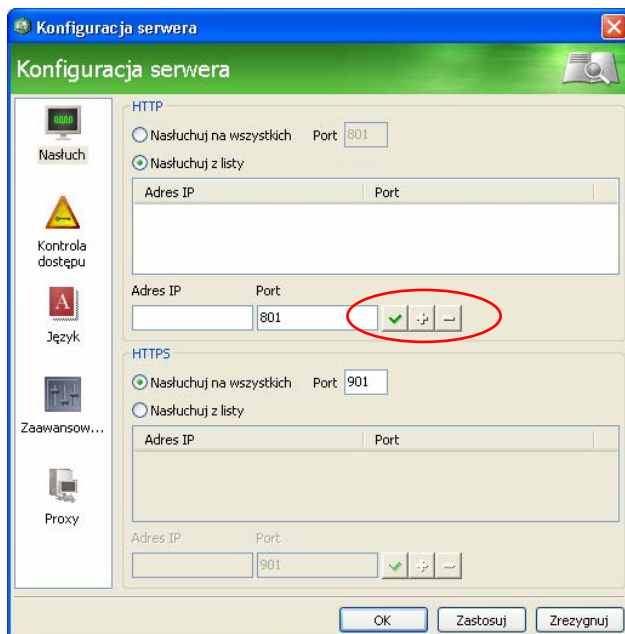 Konfiguracja serwera
Konfiguracja serwera
Nasłuch
Kontrola
dostępu
Język
Zaawansow...
Proxy
HTTP
Nasłuchuj na wszystkich Port 801
Nasłuchuj z listy
Adres IP Port
Adres IP Port
801
HTTPS
Nasłuchuj na wszystkich Port 901
Nasłuchuj z listy
Adres IP Port
Adres IP Port
901
OK Zastosuj Zrezygnuj